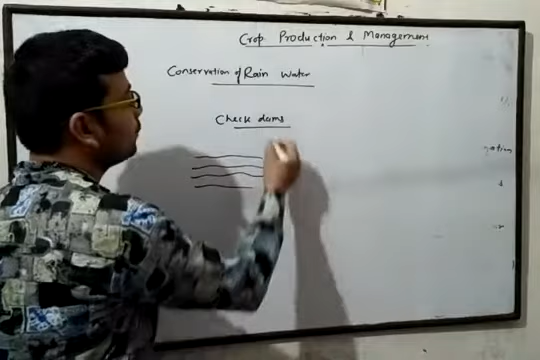 Crop Production & Management
Conservation of Rain Water
Check dams